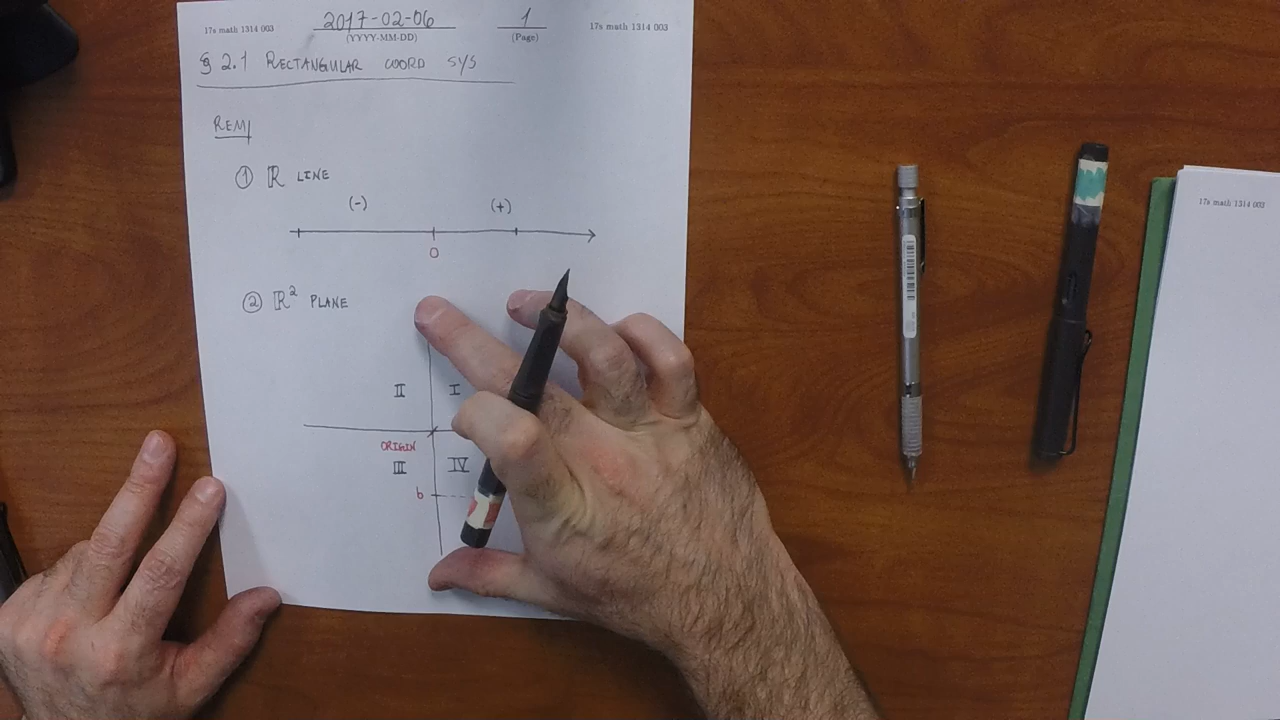 17s math 1314 003 2017-02-06 1 17s math 1314 003
(YYYY-MM-DD) (Page)
§ 2.1 RECTANGULAR COORD SYS
REM
① ℝ LINE
(-) (+)
0
② ℝ² PLANE
II I
ORIGIN
III IV
b
17s math 1314 003